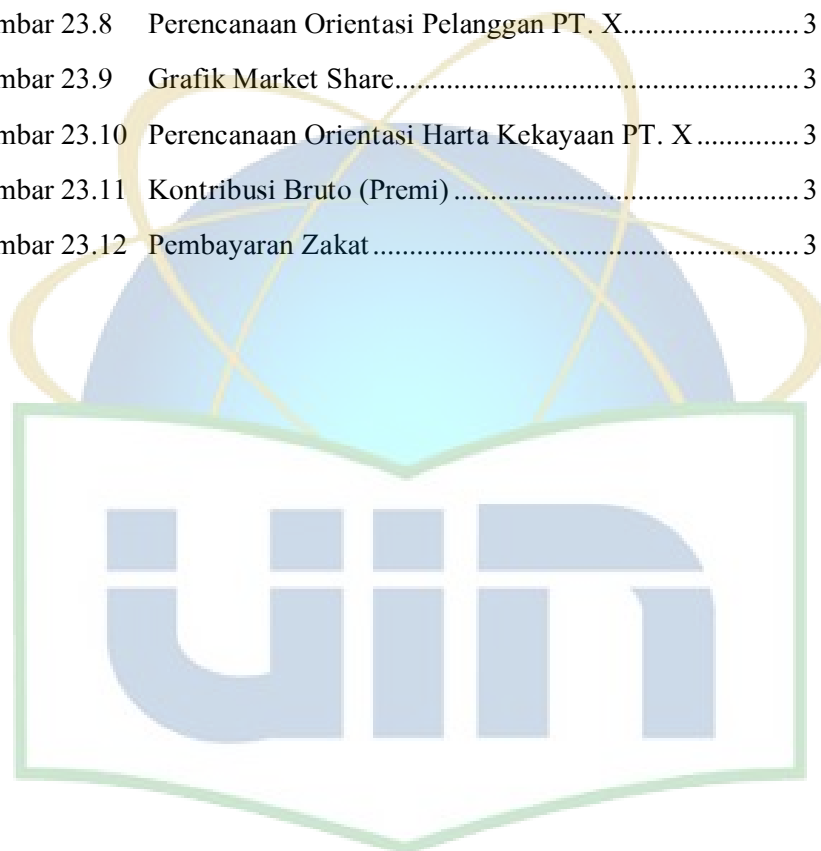 mbar 23.8 Perencanaan Orientasi Pelanggan PT. X........................ 3
mbar 23.9 Grafik Market Share....................................................... 3
mbar 23.10 Perencanaan Orientasi Harta Kekayaan PT. X.............. 3
mbar 23.11 Kontribusi Bruto (Premi)............................................... 3
mbar 23.12 Pembayaran Zakat.......................................................... 3
uin